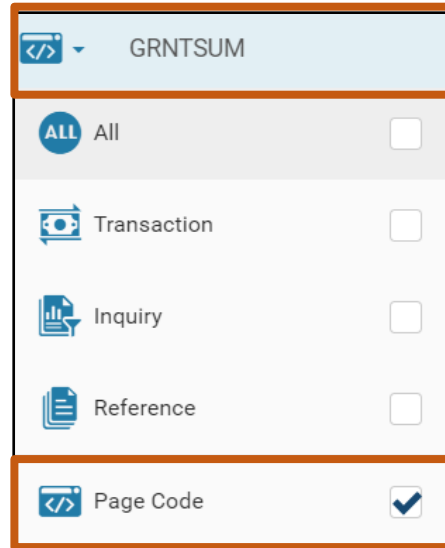 GRNTSUM
ALL All
Transaction
Inquiry
Reference
</> Page Code